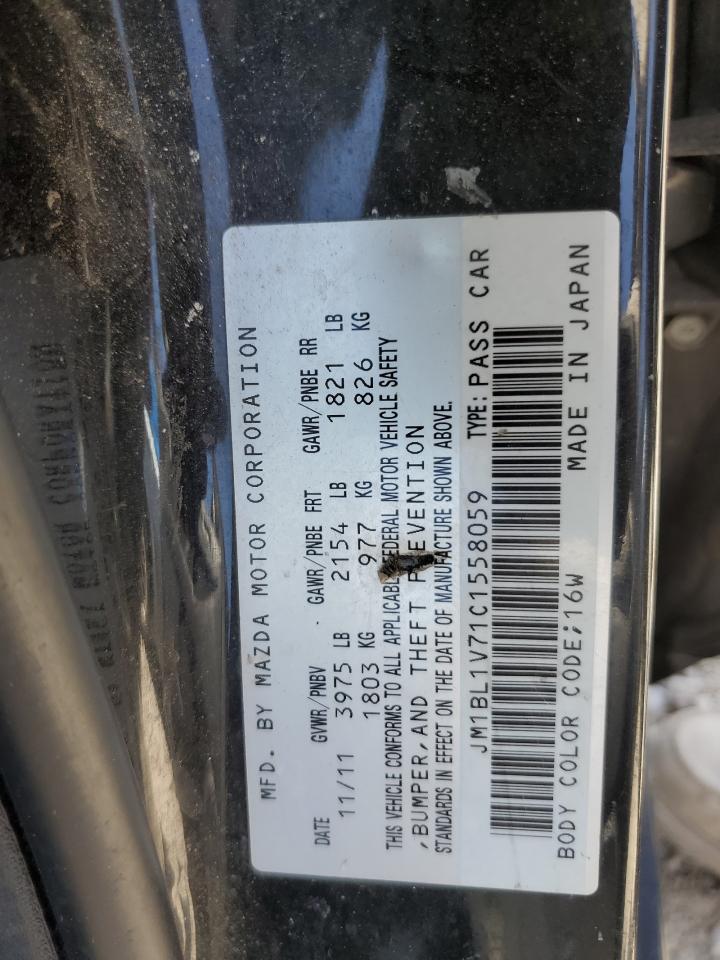 MFD. BY MAZDA MOTOR CORPORATION
DATE GVWR/PNBV GAWR/PNBE FRT GAWR/PNBE RR
11/11 3975 LB 2154 LB 1821 LB
1803 KG 977 KG 826 KG
THIS VEHICLE CONFORMS TO ALL APPLICABLE FEDERAL MOTOR VEHICLE SAFETY
,BUMPER,AND THEFT PREVENTION
STANDARDS IN EFFECT ON THE DATE OF MANUFACTURE SHOWN ABOVE.
JM1BL1V71C1558059 TYPE:PASS CAR
BODY COLOR CODE;16W MADE IN JAPAN